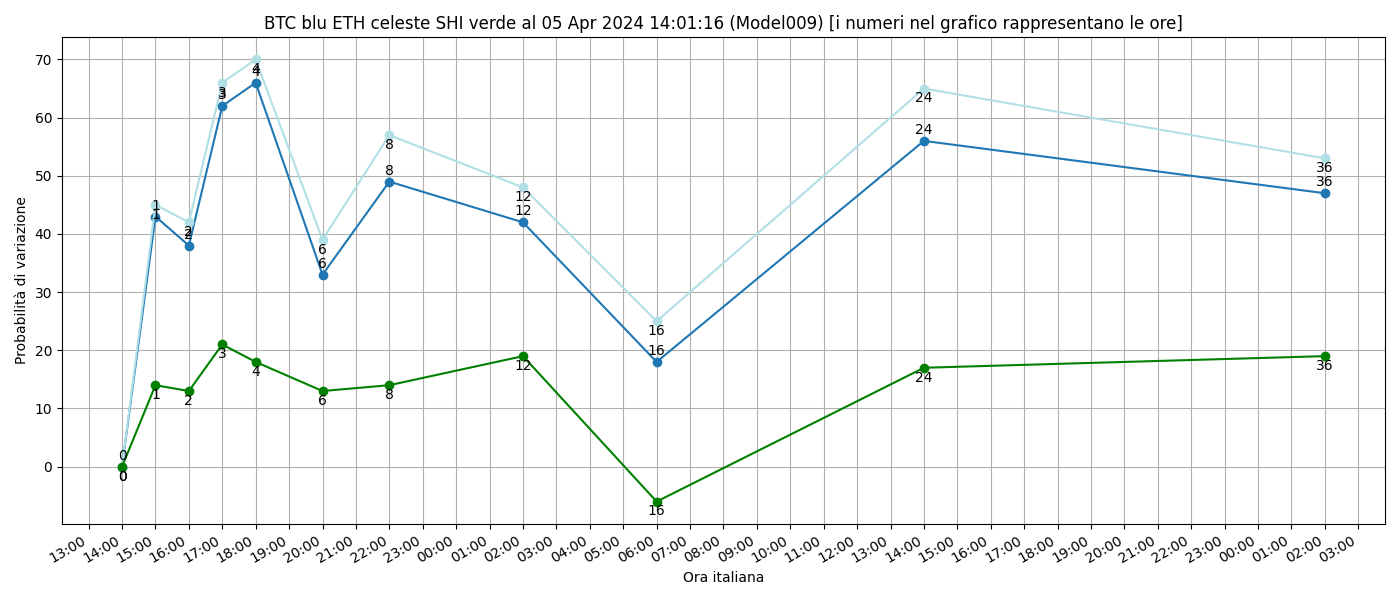 BTC blu ETH celeste SHI verde al 05 Apr 2024 14:01:16 (Model009) [i numeri nel grafico rappresentano le ore]
Probabilità di variazione
70
60
50
40
30
20
10
0
0 1 2 3 4 6 8 12 16 24 36
0 1 2 3 4 6 8 12 16 24 36
0 1 2 3 4 6 8 12 16 24 36
13:00 14:00 15:00 16:00 17:00 18:00 19:00 20:00 21:00 22:00 23:00 00:00 01:00 02:00 03:00 04:00 05:00 06:00 07:00 08:00 09:00 10:00 11:00 12:00 13:00 14:00 15:00 16:00 17:00 18:00 19:00 20:00 21:00 22:00 23:00 00:00 01:00 02:00 03:00
Ora italiana